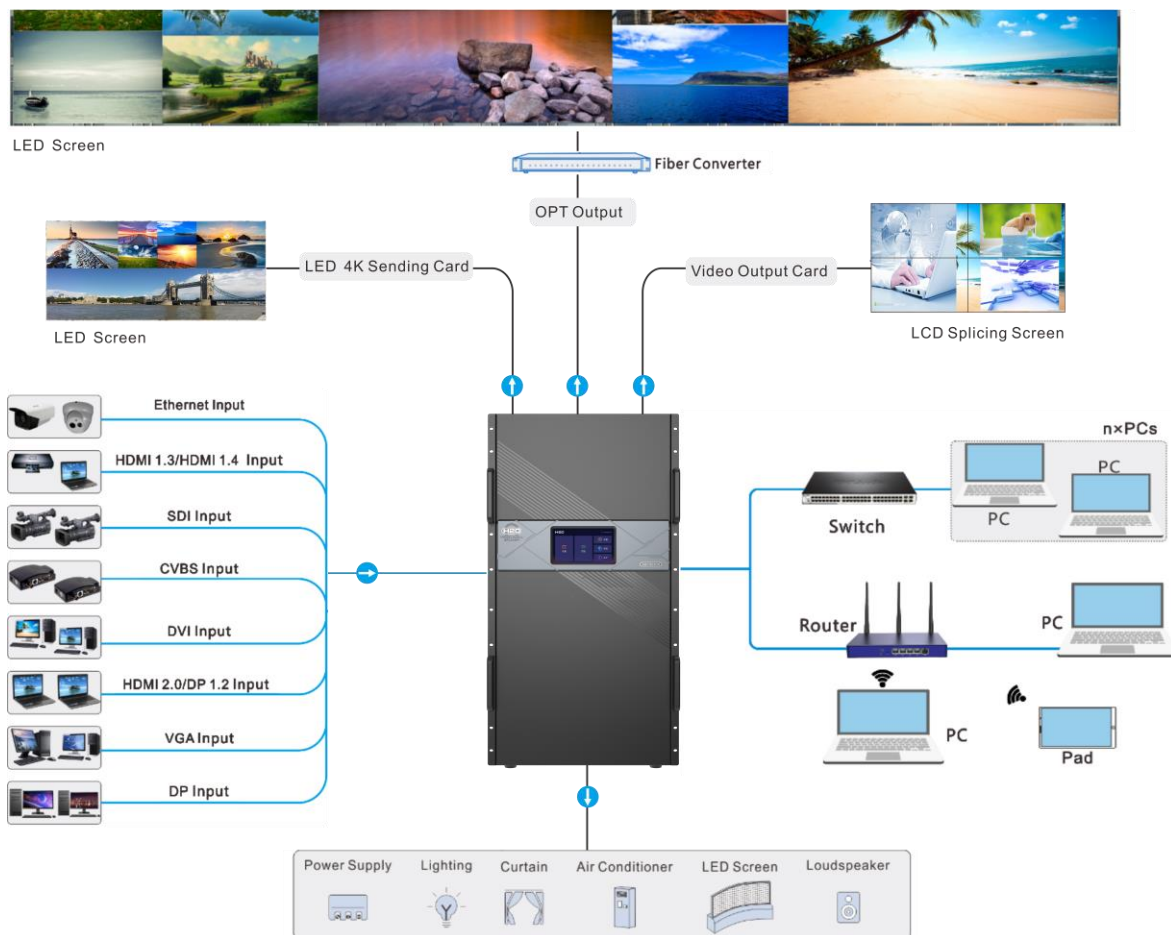 LED Screen
Fiber Converter
OPT Output
LED 4K Sending Card
Video Output Card
LED Screen
LCD Splicing Screen
Ethernet Input
HDMI 1.3/HDMI 1.4 Input
SDI Input
CVBS Input
DVI Input
HDMI 2.0/DP 1.2 Input
VGA Input
DP Input
H20
n×PCs
PC
PC
Switch
Router
PC
PC
Pad
Power Supply
Lighting
Curtain
Air Conditioner
LED Screen
Loudspeaker